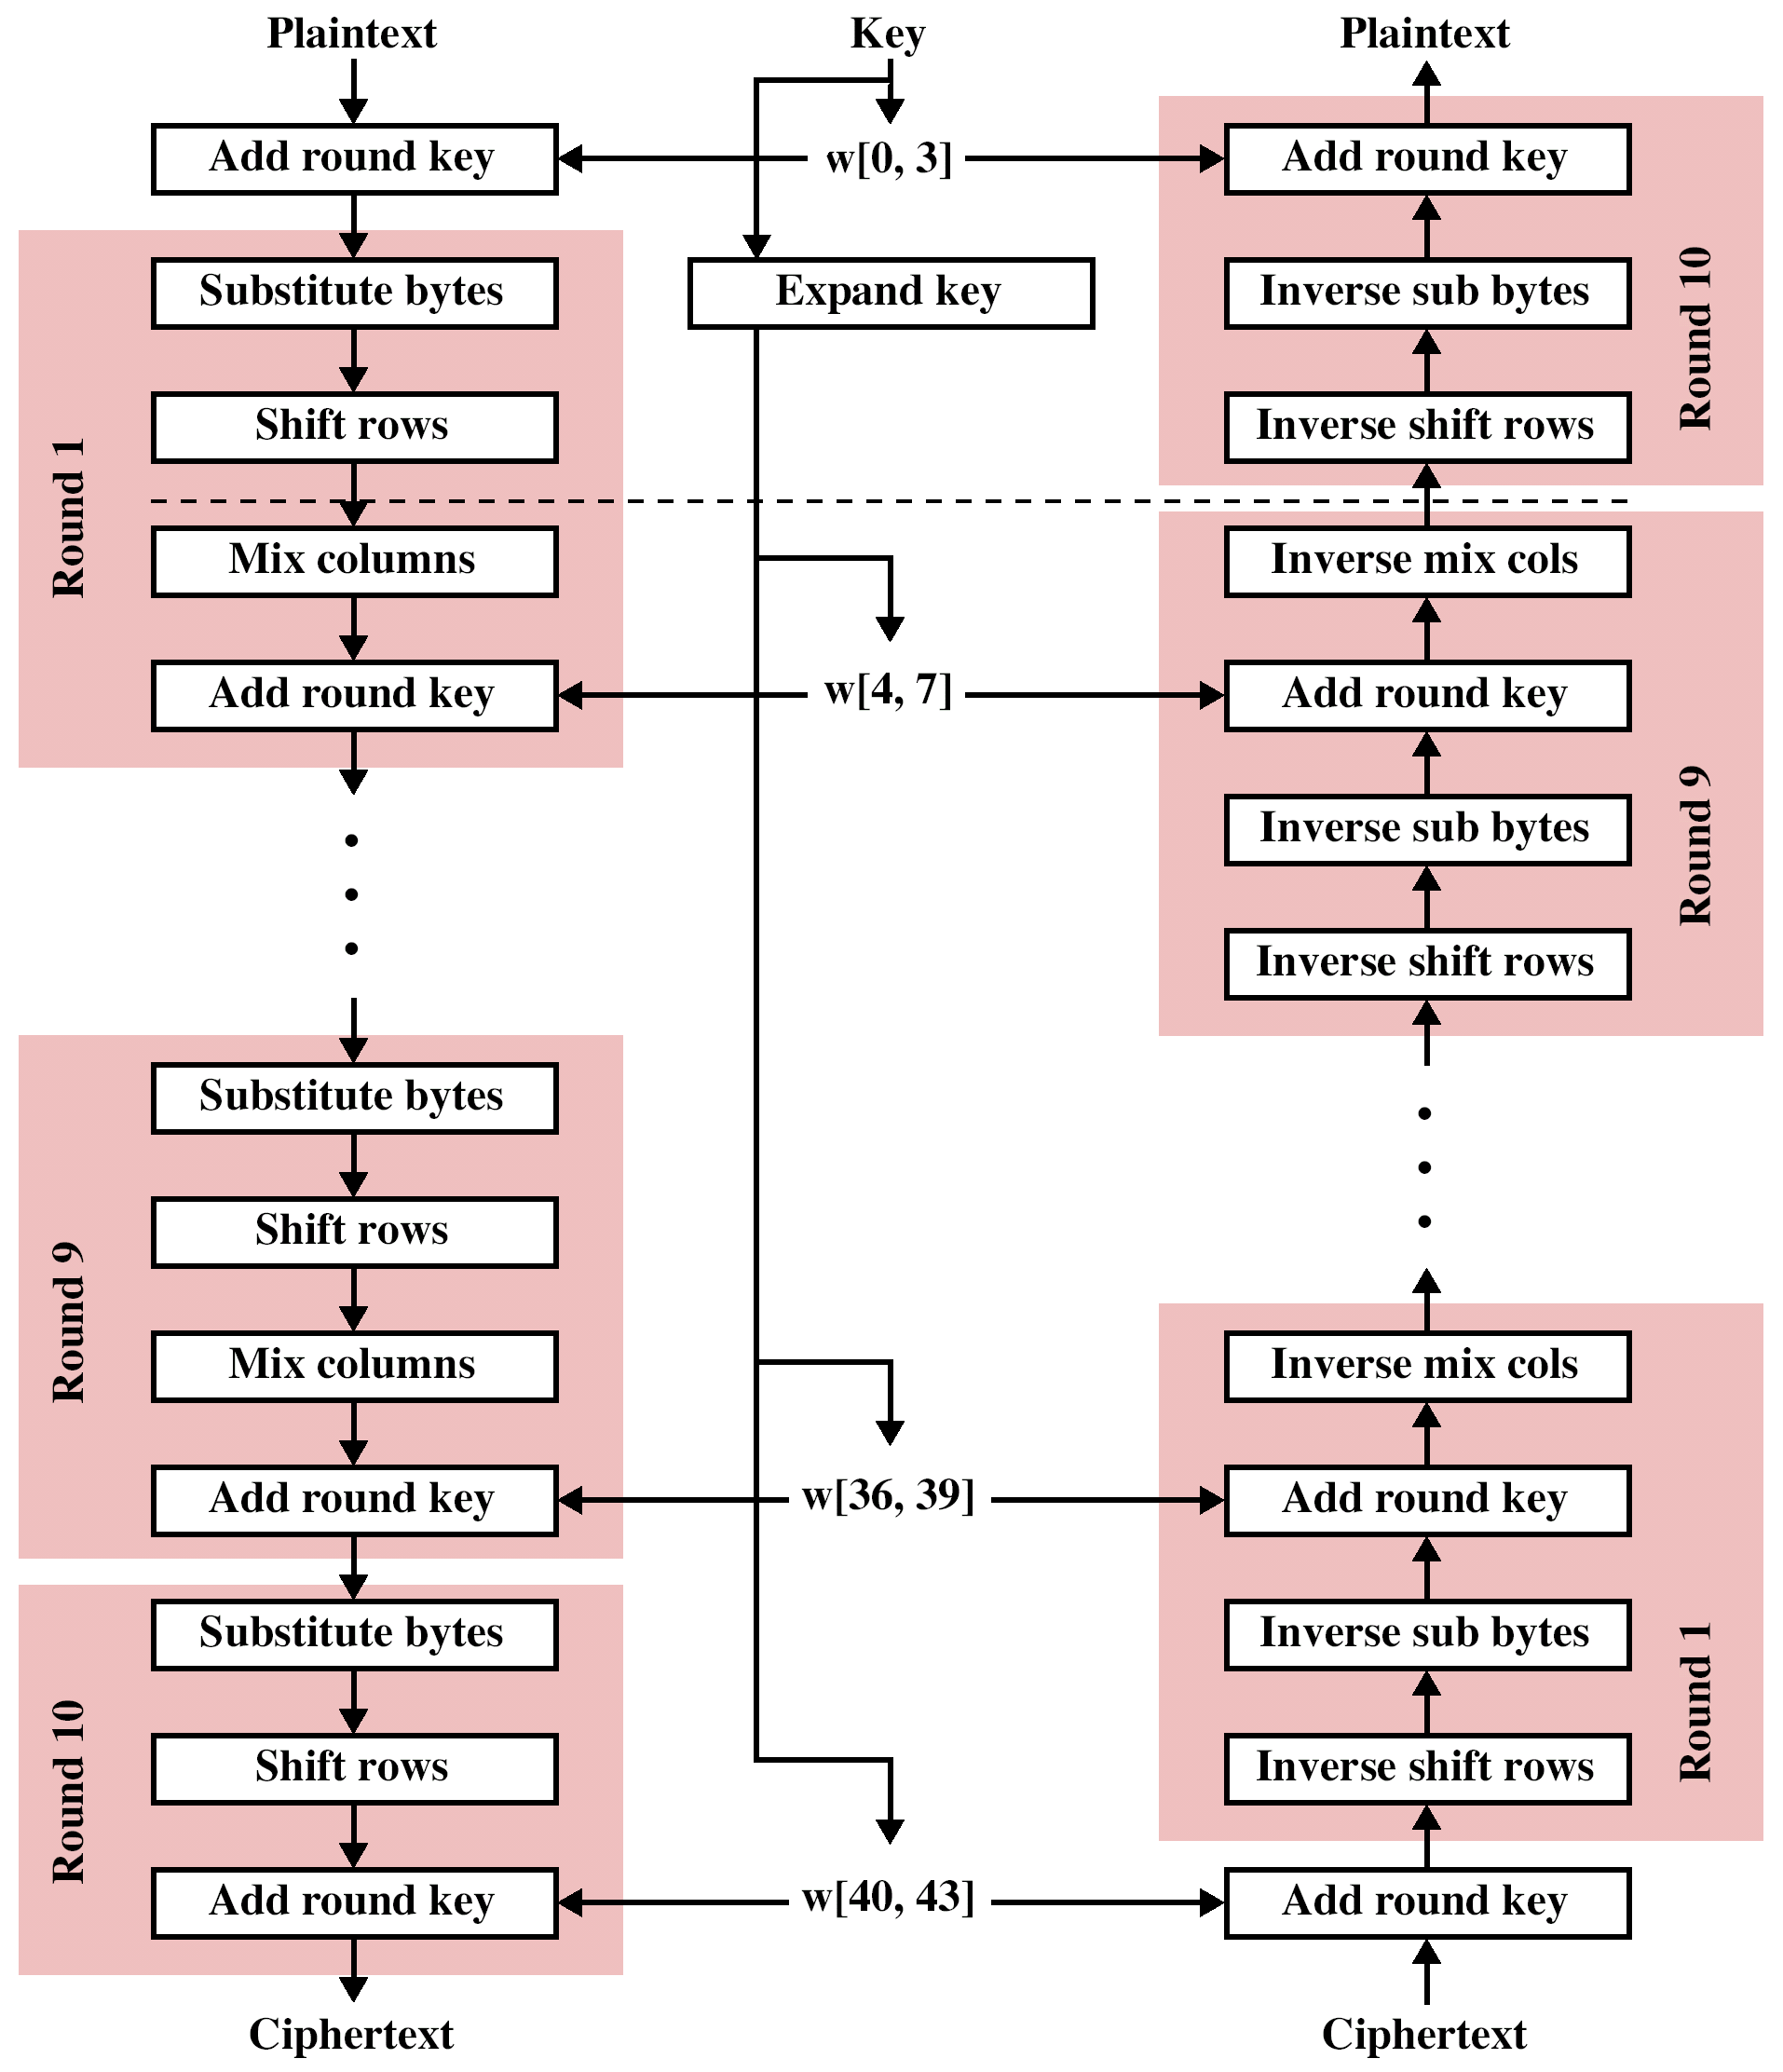 Plaintext
Add round key
Substitute bytes
Shift rows
Mix columns
Add round key
Round 1
Substitute bytes
Shift rows
Mix columns
Add round key
Round 9
Substitute bytes
Shift rows
Add round key
Round 10
Ciphertext
Key
w[0, 3]
Expand key
w[4, 7]
w[36, 39]
w[40, 43]
Plaintext
Add round key
Inverse sub bytes
Inverse shift rows
Round 10
Inverse mix cols
Add round key
Inverse sub bytes
Inverse shift rows
Round 9
Inverse mix cols
Add round key
Inverse sub bytes
Inverse shift rows
Round 1
Add round key
Ciphertext